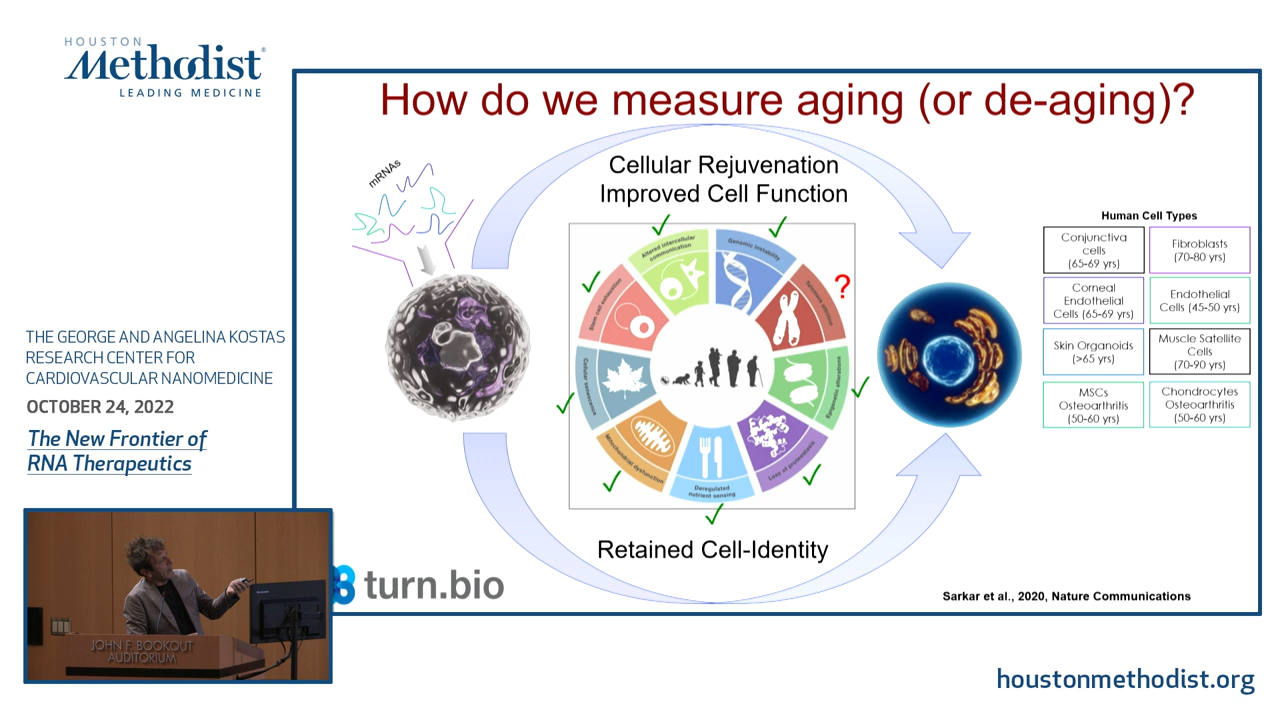 HOUSTON
Methodist®
LEADING MEDICINE
THE GEORGE AND ANGELINA KOSTAS
RESEARCH CENTER FOR
CARDIOVASCULAR NANOMEDICINE
OCTOBER 24, 2022
The New Frontier of
RNA Therapeutics
JOHN F. BOOKOUT
AUDITORIUM
How do we measure aging (or de-aging)?
mRNAs
Cellular Rejuvenation
Improved Cell Function
Altered intercellular
communication
Genomic instability
Telomere attrition
?
Epigenetic alterations
Loss of proteostasis
Deregulated
nutrient sensing
Mitochondrial dysfunction
Cellular senescence
Stem cell exhaustion
Retained Cell-Identity
Human Cell Types
Conjunctiva
cells
(65-69 yrs)
Fibroblasts
(70-80 yrs)
Corneal
Endothelial
Cells (65-69 yrs)
Endothelial
Cells (45-50 yrs)
Skin Organoids
(>65 yrs)
Muscle Satellite
Cells
(70-90 yrs)
MSCs
Osteoarthritis
(50-60 yrs)
Chondrocytes
Osteoarthritis
(50-60 yrs)
turn.bio
Sarkar et al., 2020, Nature Communications
houstonmethodist.org